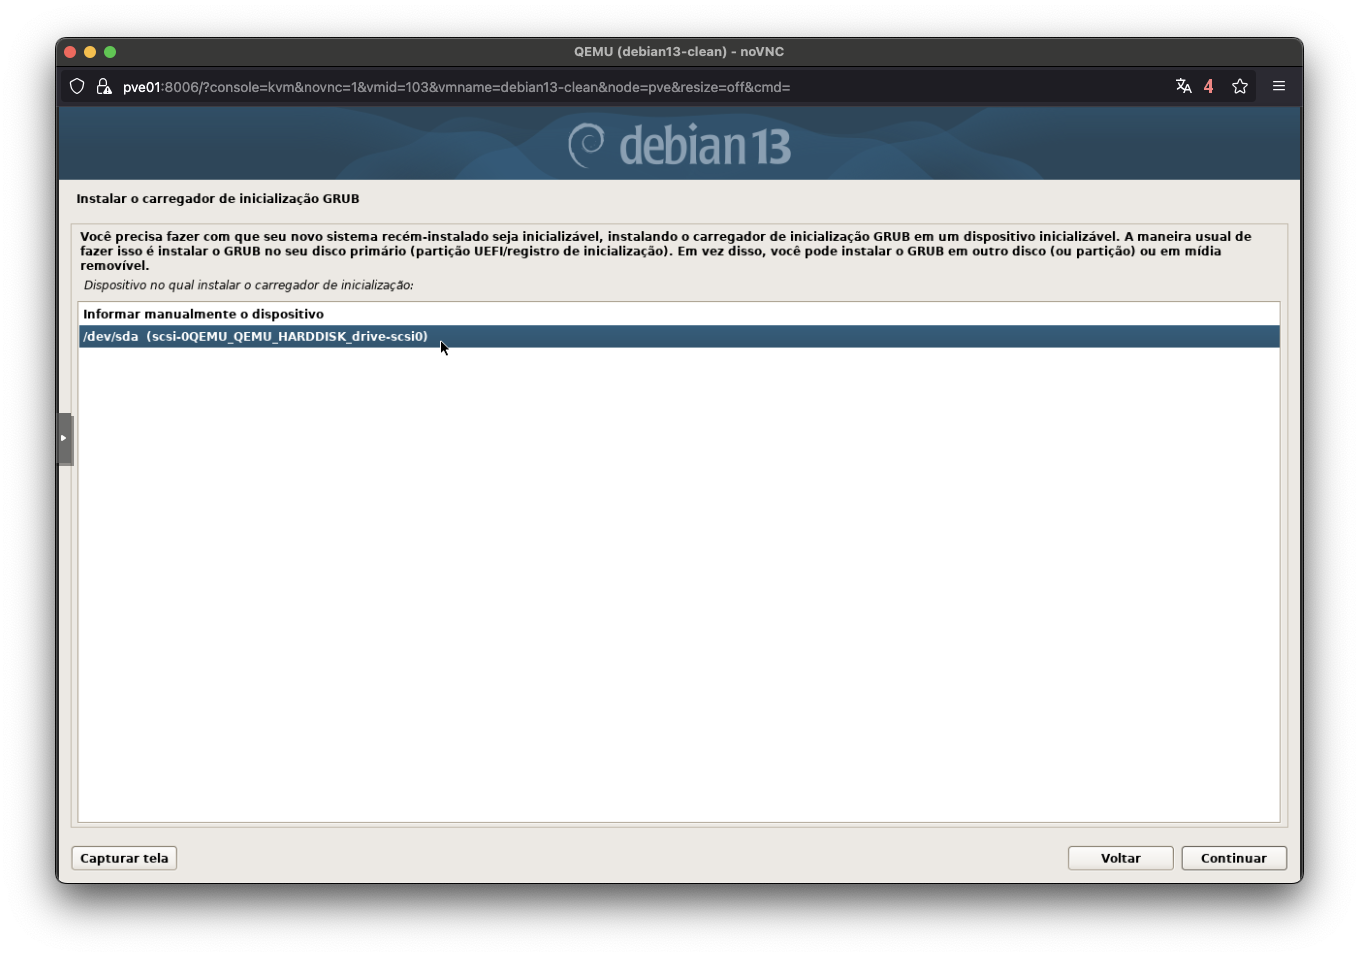 QEMU (debian13-clean) - noVNC
pve01:8006/?console=kvm&novnc=1&vmid=103&vmname=debian13-clean&node=pve&resize=off&cmd=
4
debian 13
Instalar o carregador de inicialização GRUB
Você precisa fazer com que seu novo sistema recém-instalado seja inicializável, instalando o carregador de inicialização GRUB em um dispositivo inicializável. A maneira usual de
fazer isso é instalar o GRUB no seu disco primário (partição UEFI/registro de inicialização). Em vez disso, você pode instalar o GRUB em outro disco (ou partição) ou em mídia
removível.
Dispositivo no qual instalar o carregador de inicialização:
Informar manualmente o dispositivo
/dev/sda  (scsi-0QEMU_QEMU_HARDDISK_drive-scsi0)
Capturar tela
Voltar
Continuar